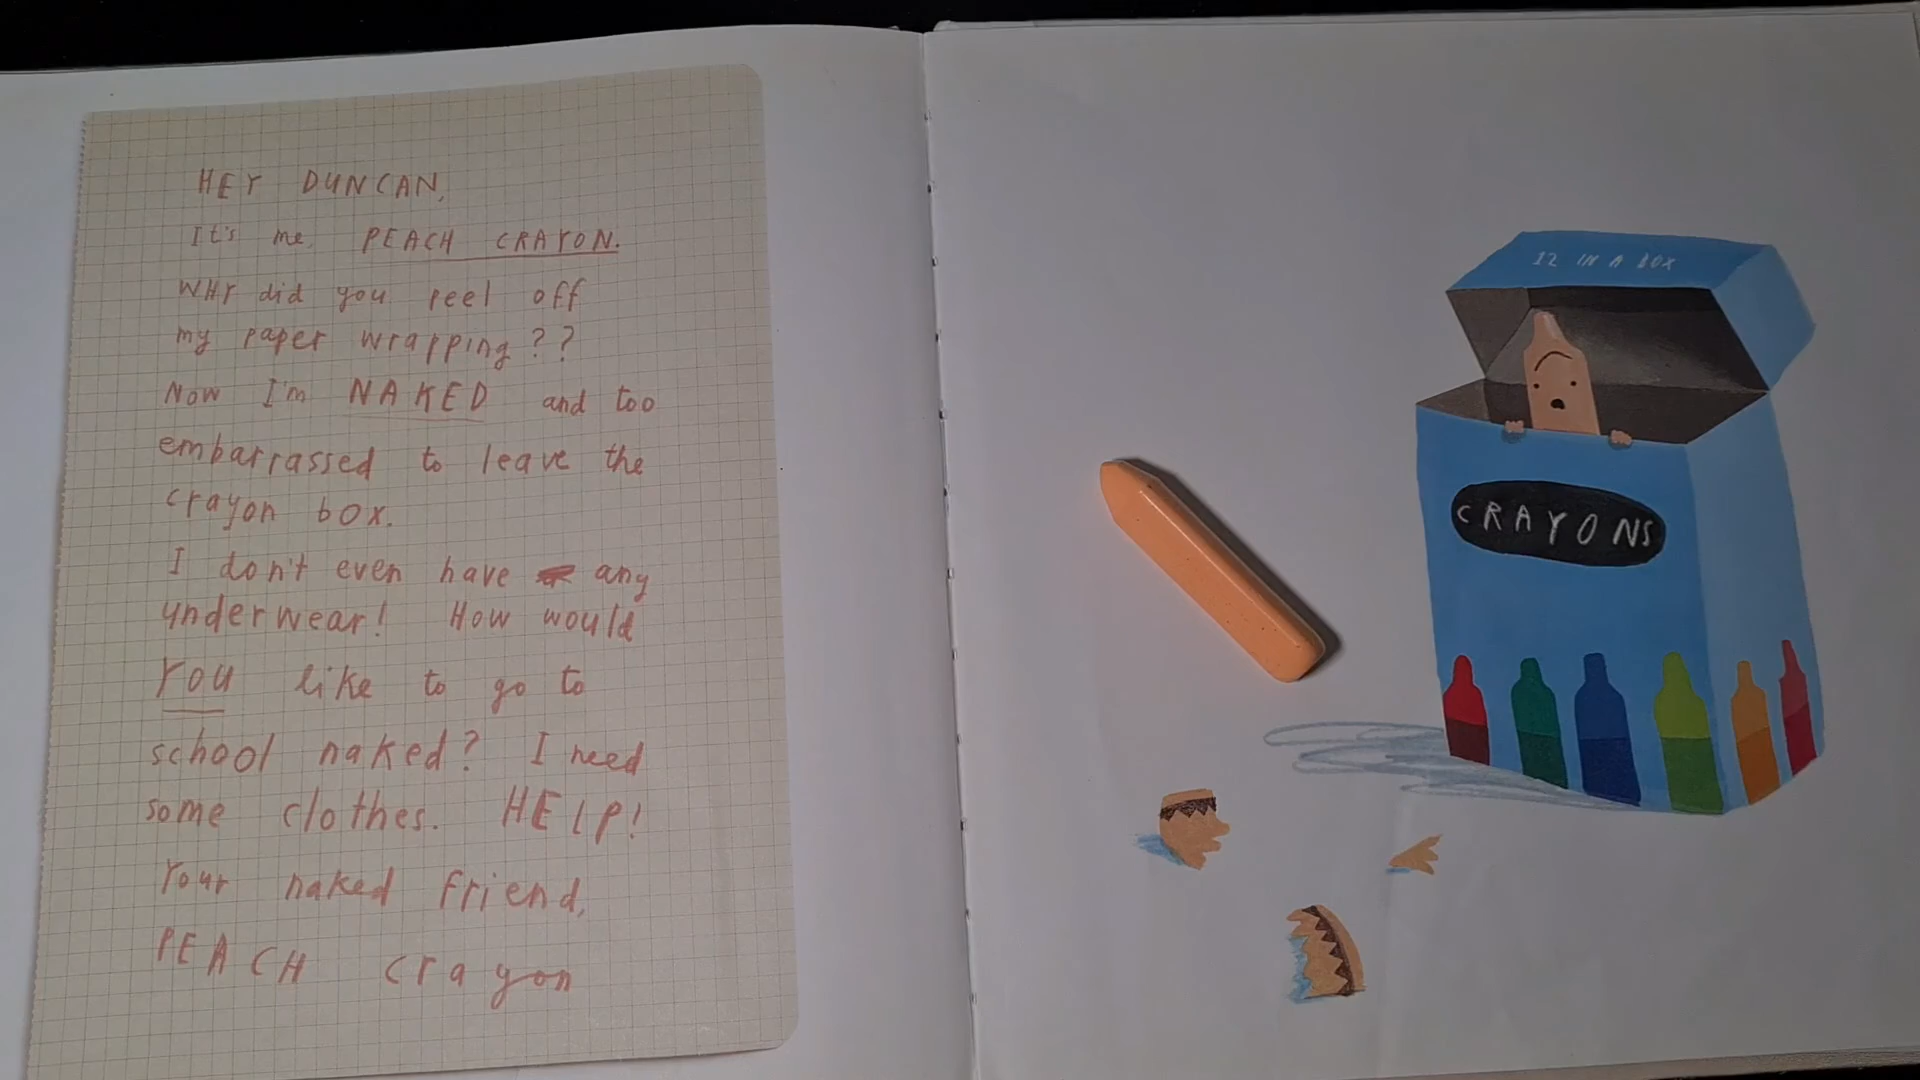 HEY DUNCAN,
It's me, PEACH CRAYON.
WHY did you peel off
my paper wrapping??
Now I'm NAKED and too
embarrassed to leave the
crayon box.
I don't even have any
underwear! How would
YOU like to go to
school naked? I need
some clothes. HELP!
Your naked friend,
PEACH crayon
12 IN A BOX
CRAYONS